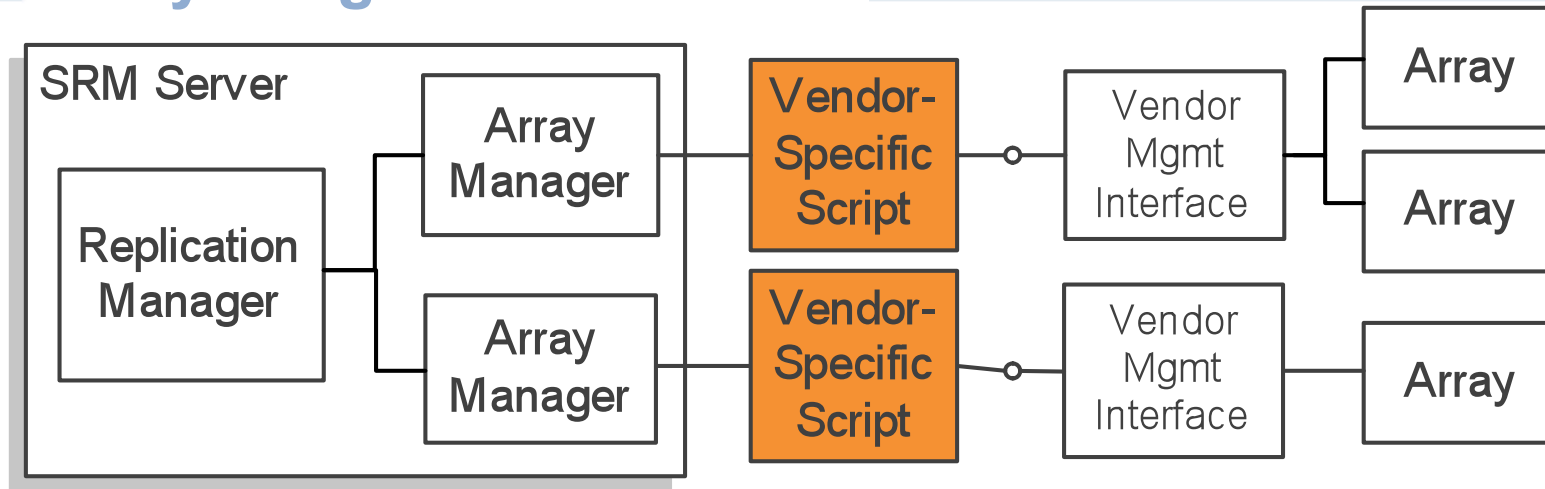 SRM Server
Replication
Manager
Array
Manager
Array
Manager
Vendor-
Specific
Script
Vendor-
Specific
Script
Vendor
Mgmt
Interface
Vendor
Mgmt
Interface
Array
Array
Array